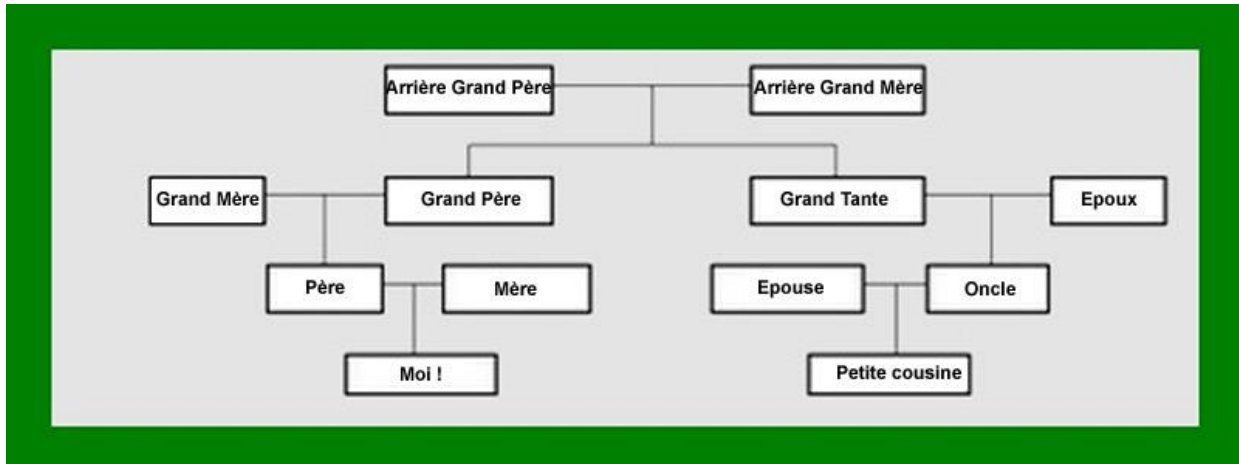 Arrière Grand Père
Arrière Grand Mère
Grand Mère
Grand Père
Grand Tante
Epoux
Père
Mère
Epouse
Oncle
Moi !
Petite cousine